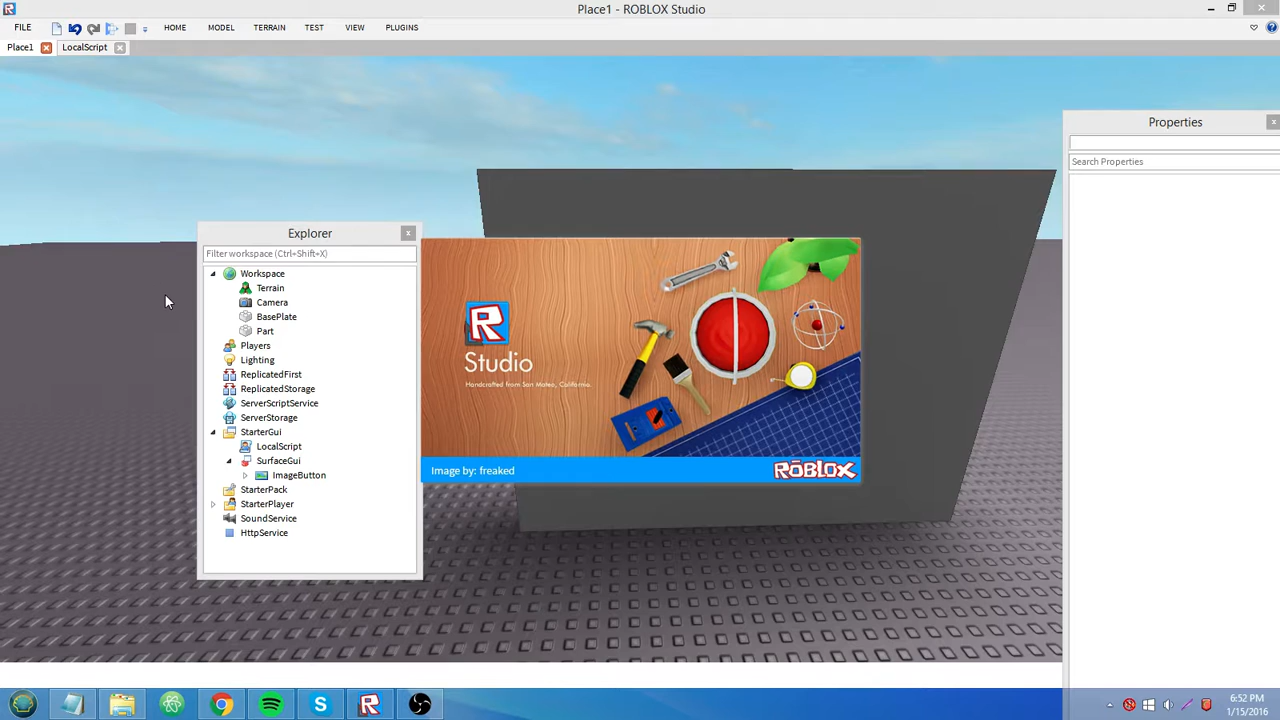 Place1 - ROBLOX Studio
FILE
HOME
MODEL
TERRAIN
TEST
VIEW
PLUGINS
Place1
LocalScript
Properties
Search Properties
Explorer
Filter workspace (Ctrl+Shift+X)
Workspace
Terrain
Camera
BasePlate
Part
Players
Lighting
ReplicatedFirst
ReplicatedStorage
ServerScriptService
ServerStorage
StarterGui
LocalScript
SurfaceGui
ImageButton
StarterPack
StarterPlayer
SoundService
HttpService
R
Studio
Handcrafted from San Mateo, California.
Image by: freaked
ROBLOX
6:52 PM
1/15/2016